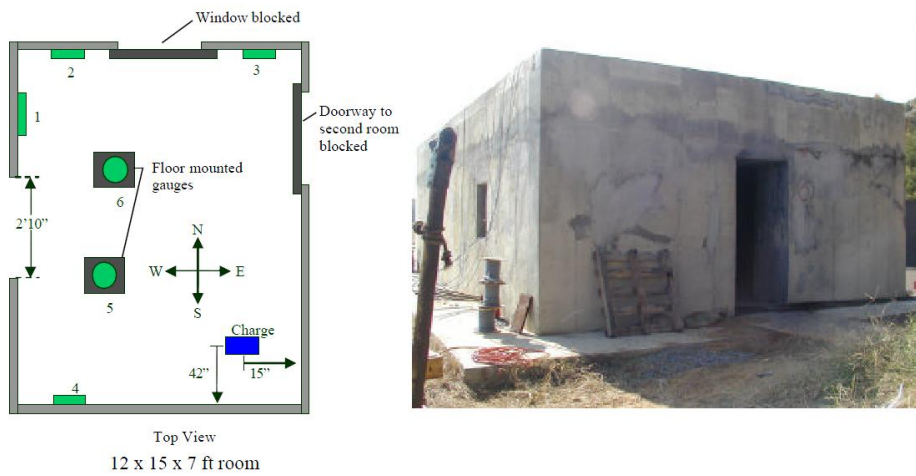 Window blocked
2
3
1
Doorway to
second room
blocked
Floor mounted
gauges
6
2'10"
N
W E
S
5
Charge
42"
15"
4
Top View
12 x 15 x 7 ft room